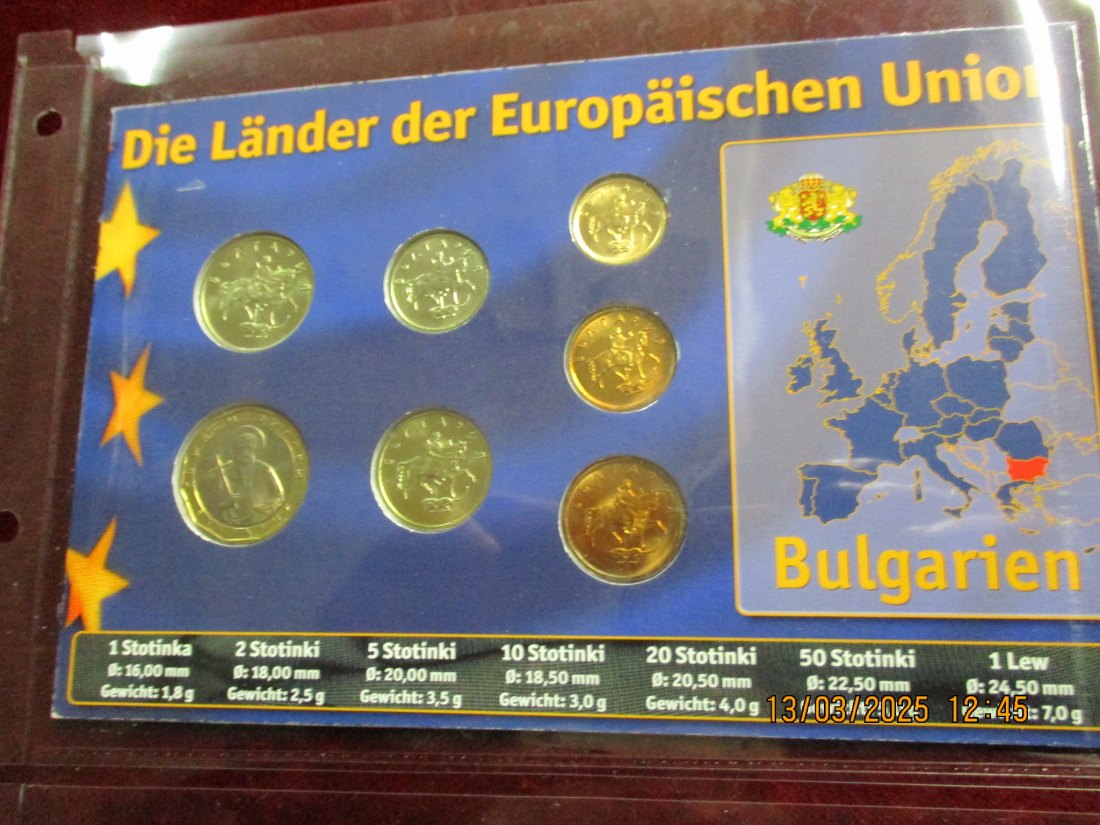 Die Länder der Europäischen Union
Bulgarien
1 Stotinka
Ø: 16,00 mm
Gewicht: 1,8 g
2 Stotinki
Ø: 18,00 mm
Gewicht: 2,5 g
5 Stotinki
Ø: 20,00 mm
Gewicht: 3,5 g
10 Stotinki
Ø: 18,50 mm
Gewicht: 3,0 g
20 Stotinki
Ø: 20,50 mm
Gewicht: 4,0 g
50 Stotinki
Ø: 22,50 mm
1 Lew
Ø: 24,50 mm
Gewicht: 7,0 g
13/03/2025 12:45